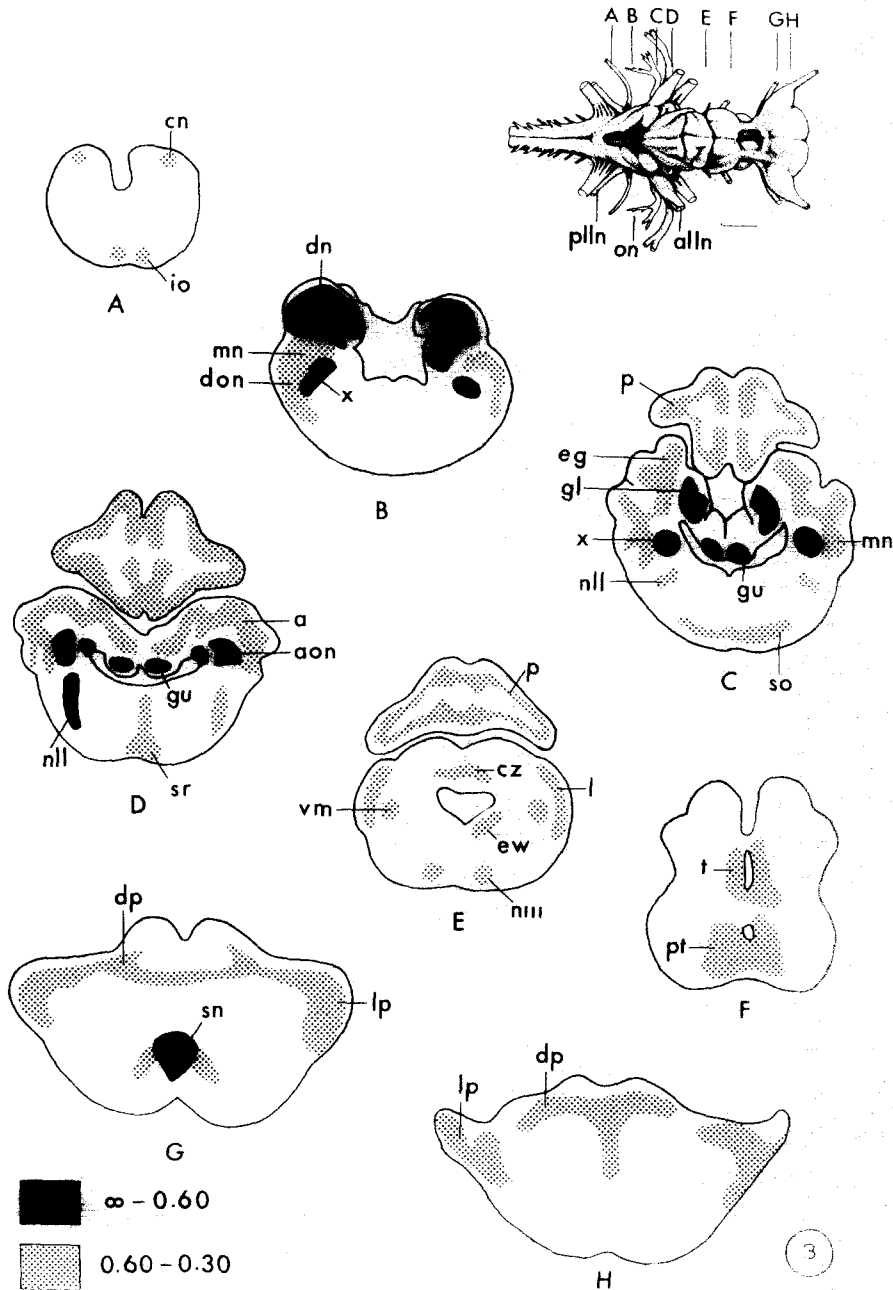 A B C D E F G H
plln on alln
cn
io
A
dn
mn
don
x
B
p
eg
gl
x
mn
nll
gu
so
C
a
aon
gu
nll
sr
D
p
cz
l
vm
ew
nIII
E
t
pt
F
dp
lp
sn
G
lp
dp
H
∞ - 0.60
0.60 - 0.30
3